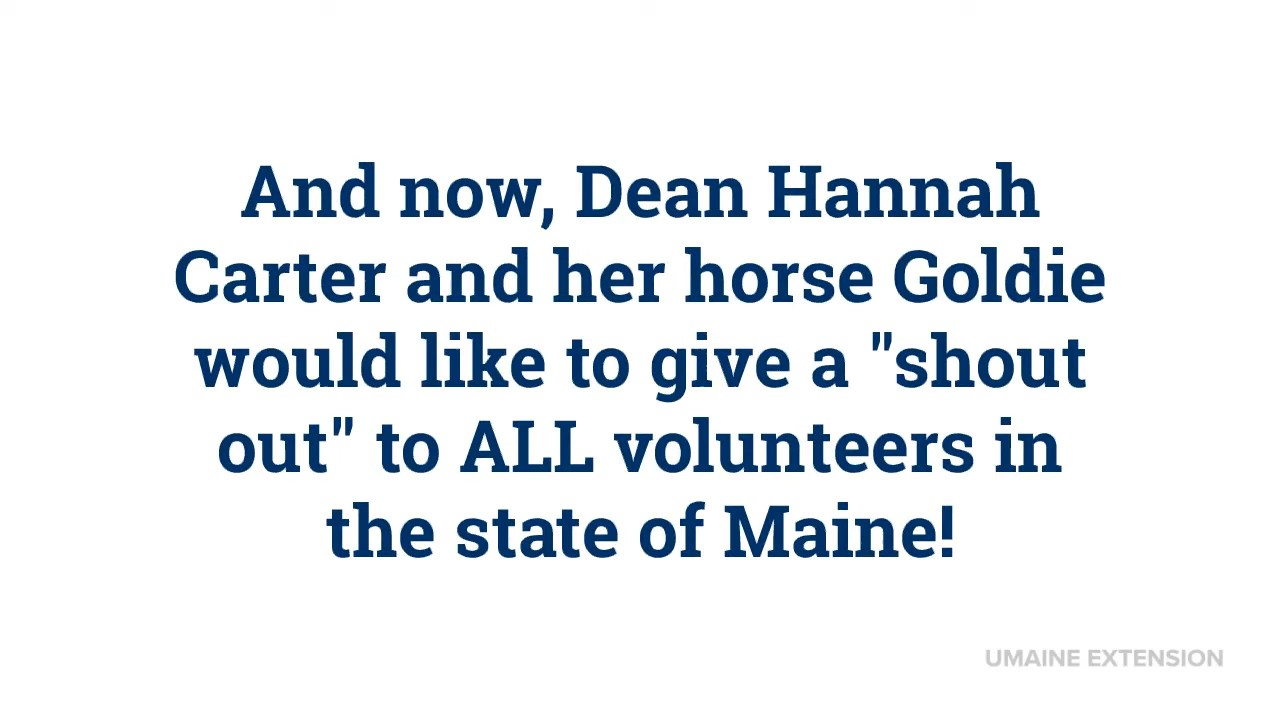 And now, Dean Hannah
Carter and her horse Goldie
would like to give a "shout
out" to ALL volunteers in
the state of Maine!
UMAINE EXTENSION